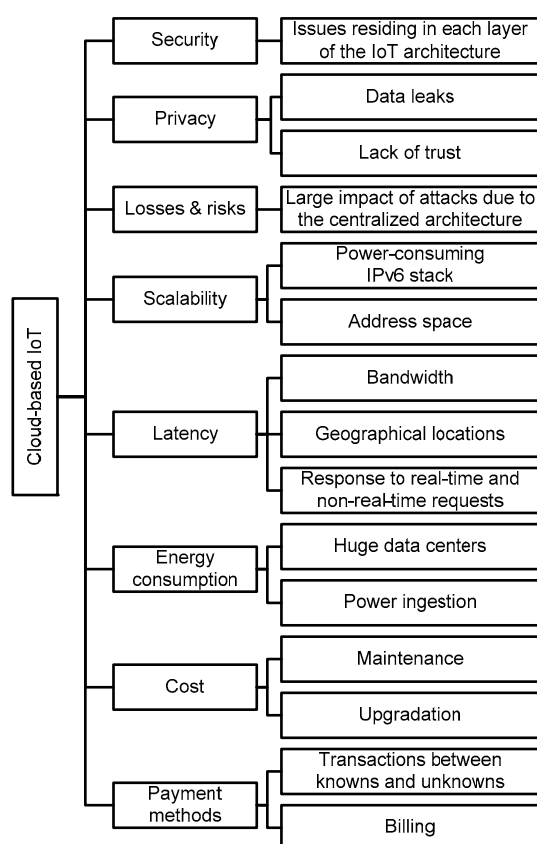 Cloud-based IoT
Security
Issues residing in each layer
of the IoT architecture
Privacy
Data leaks
Lack of trust
Losses & risks
Large impact of attacks due to
the centralized architecture
Scalability
Power-consuming
IPv6 stack
Address space
Latency
Bandwidth
Geographical locations
Response to real-time and
non-real-time requests
Energy
consumption
Huge data centers
Power ingestion
Cost
Maintenance
Upgradation
Payment
methods
Transactions between
knowns and unknowns
Billing